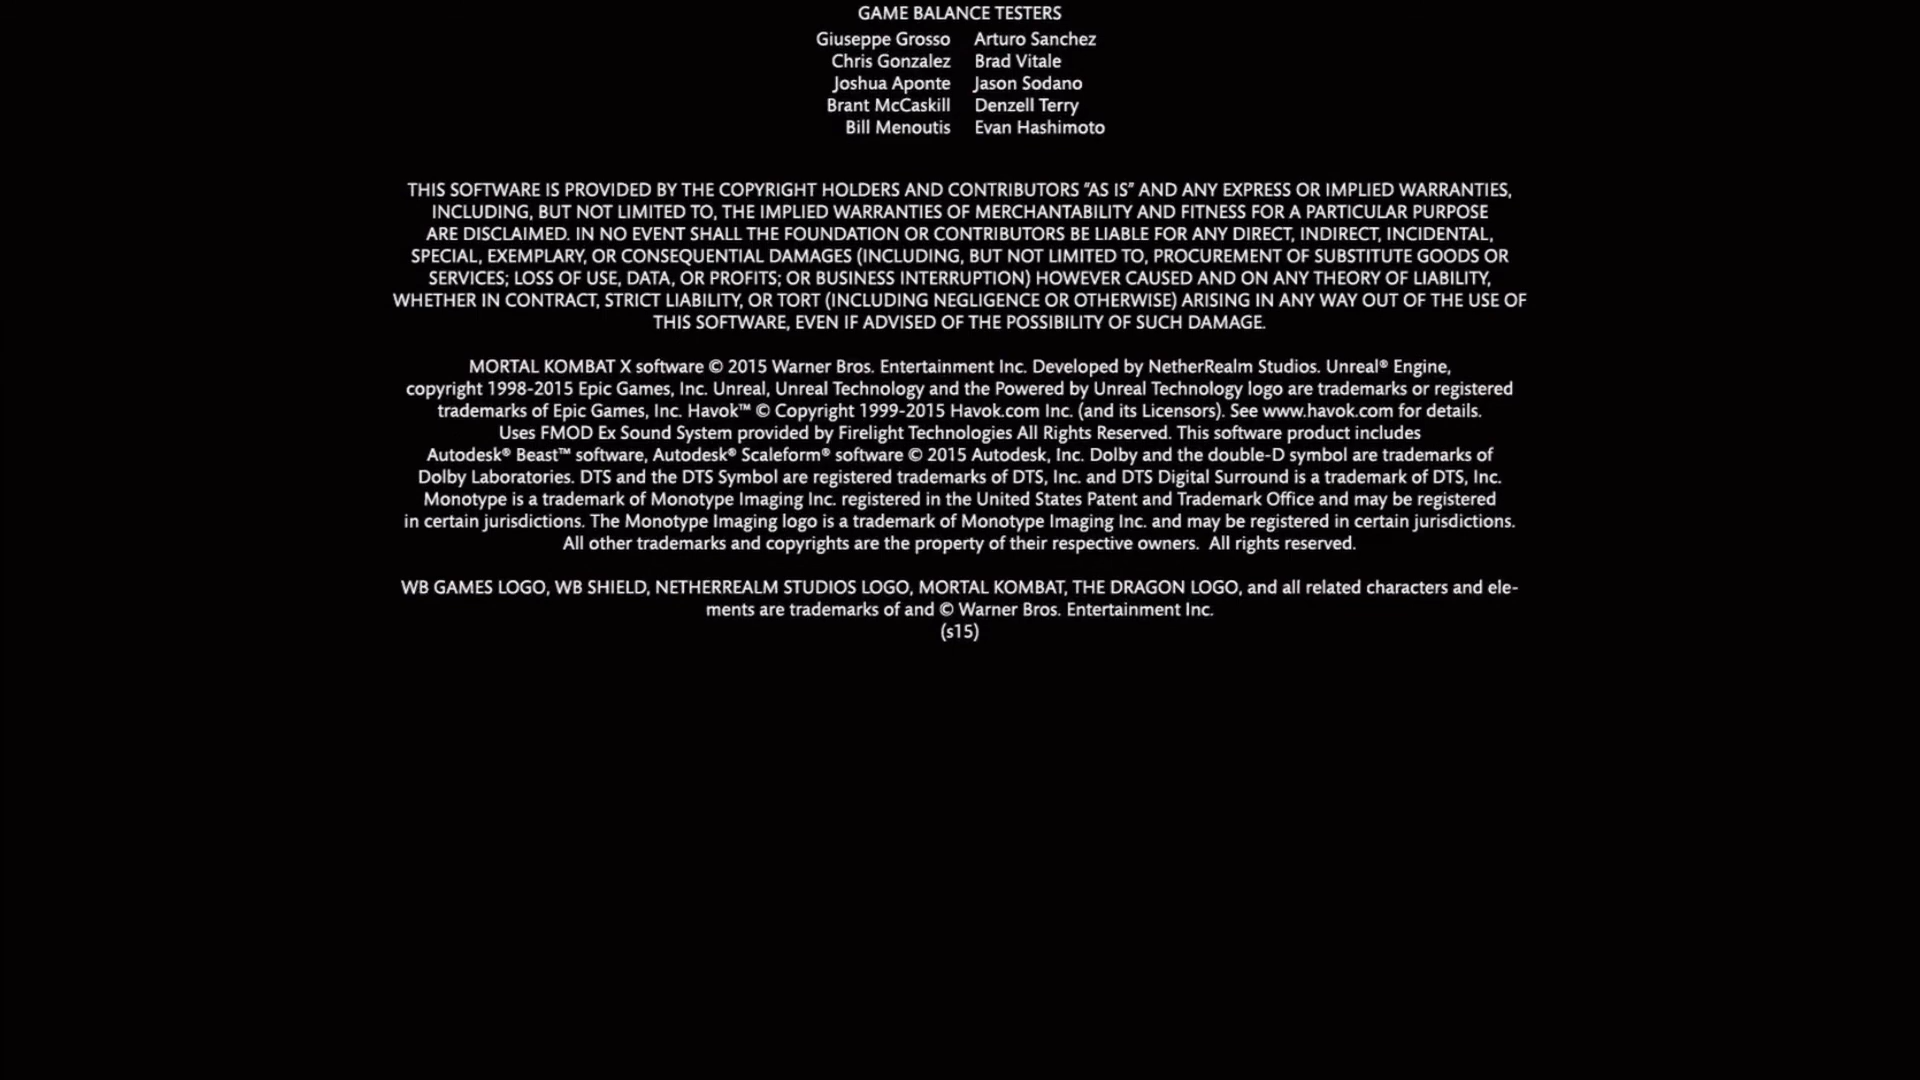 GAME BALANCE TESTERS
Giuseppe Grosso Arturo Sanchez
Chris Gonzalez Brad Vitale
Joshua Aponte Jason Sodano
Brant McCaskill Denzell Terry
Bill Menoutis Evan Hashimoto
THIS SOFTWARE IS PROVIDED BY THE COPYRIGHT HOLDERS AND CONTRIBUTORS “AS IS” AND ANY EXPRESS OR IMPLIED WARRANTIES,
INCLUDING, BUT NOT LIMITED TO, THE IMPLIED WARRANTIES OF MERCHANTABILITY AND FITNESS FOR A PARTICULAR PURPOSE
ARE DISCLAIMED. IN NO EVENT SHALL THE FOUNDATION OR CONTRIBUTORS BE LIABLE FOR ANY DIRECT, INDIRECT, INCIDENTAL,
SPECIAL, EXEMPLARY, OR CONSEQUENTIAL DAMAGES (INCLUDING, BUT NOT LIMITED TO, PROCUREMENT OF SUBSTITUTE GOODS OR
SERVICES; LOSS OF USE, DATA, OR PROFITS; OR BUSINESS INTERRUPTION) HOWEVER CAUSED AND ON ANY THEORY OF LIABILITY,
WHETHER IN CONTRACT, STRICT LIABILITY, OR TORT (INCLUDING NEGLIGENCE OR OTHERWISE) ARISING IN ANY WAY OUT OF THE USE OF
THIS SOFTWARE, EVEN IF ADVISED OF THE POSSIBILITY OF SUCH DAMAGE.
MORTAL KOMBAT X software © 2015 Warner Bros. Entertainment Inc. Developed by NetherRealm Studios. Unreal® Engine,
copyright 1998-2015 Epic Games, Inc. Unreal, Unreal Technology and the Powered by Unreal Technology logo are trademarks or registered
trademarks of Epic Games, Inc. Havok™ © Copyright 1999-2015 Havok.com Inc. (and its Licensors). See www.havok.com for details.
Uses FMOD Ex Sound System provided by Firelight Technologies All Rights Reserved. This software product includes
Autodesk® Beast™ software, Autodesk® Scaleform® software © 2015 Autodesk, Inc. Dolby and the double-D symbol are trademarks of
Dolby Laboratories. DTS and the DTS Symbol are registered trademarks of DTS, Inc. and DTS Digital Surround is a trademark of DTS, Inc.
Monotype is a trademark of Monotype Imaging Inc. registered in the United States Patent and Trademark Office and may be registered
in certain jurisdictions. The Monotype Imaging logo is a trademark of Monotype Imaging Inc. and may be registered in certain jurisdictions.
All other trademarks and copyrights are the property of their respective owners.  All rights reserved.
WB GAMES LOGO, WB SHIELD, NETHERREALM STUDIOS LOGO, MORTAL KOMBAT, THE DRAGON LOGO, and all related characters and ele-
ments are trademarks of and © Warner Bros. Entertainment Inc.
(s15)